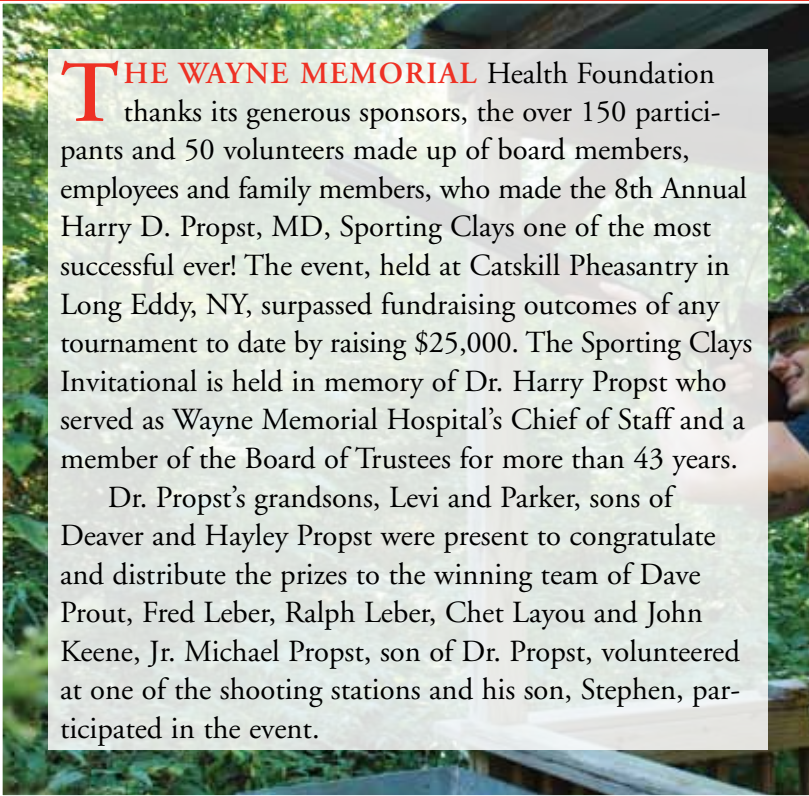 THE WAYNE MEMORIAL Health Foundation
thanks its generous sponsors, the over 150 partici-
pants and 50 volunteers made up of board members,
employees and family members, who made the 8th Annual
Harry D. Propst, MD, Sporting Clays one of the most
successful ever! The event, held at Catskill Pheasantry in
Long Eddy, NY, surpassed fundraising outcomes of any
tournament to date by raising $25,000. The Sporting Clays
Invitational is held in memory of Dr. Harry Propst who
served as Wayne Memorial Hospital’s Chief of Staff and a
member of the Board of Trustees for more than 43 years.
Dr. Propst’s grandsons, Levi and Parker, sons of
Deaver and Hayley Propst were present to congratulate
and distribute the prizes to the winning team of Dave
Prout, Fred Leber, Ralph Leber, Chet Layou and John
Keene, Jr. Michael Propst, son of Dr. Propst, volunteered
at one of the shooting stations and his son, Stephen, par-
ticipated in the event.